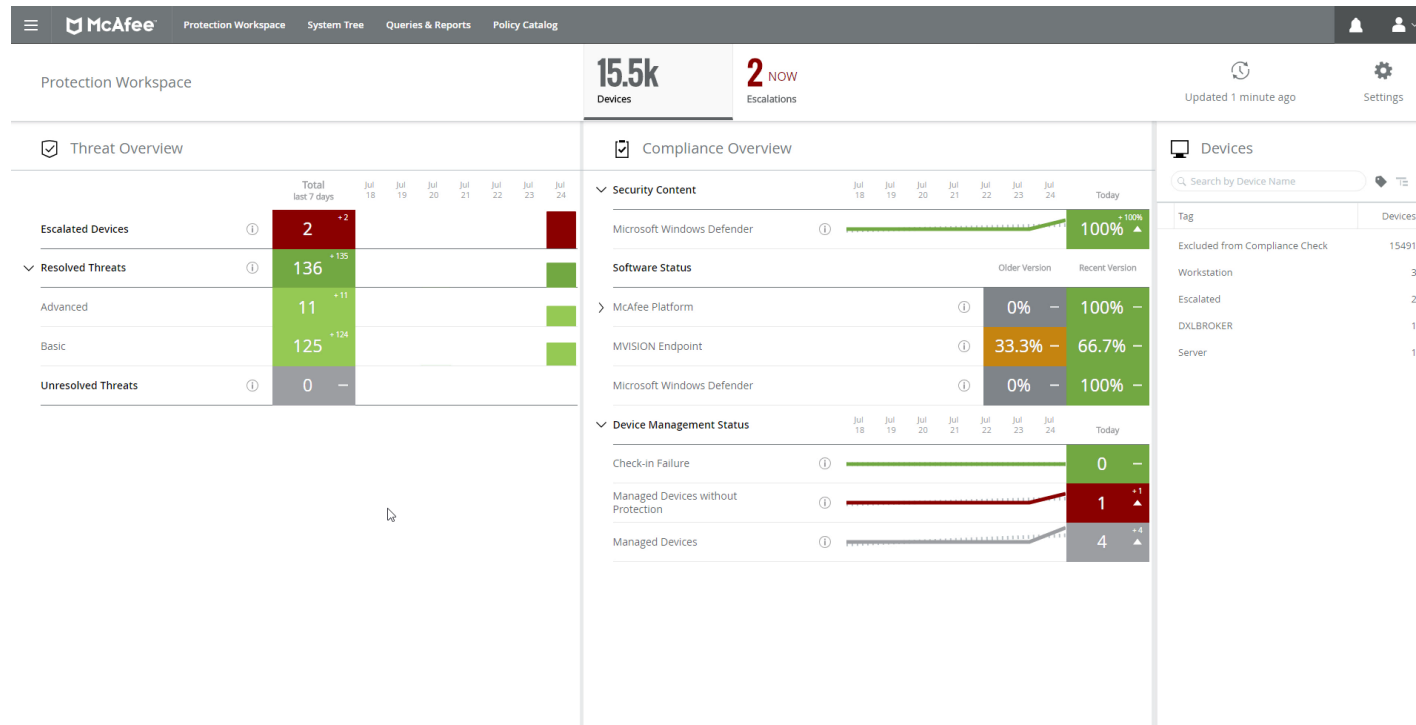 McAfee Protection Workspace System Tree Queries & Reports Policy Catalog
Protection Workspace
15.5k
Devices
2 NOW
Escalations
Updated 1 minute ago
Settings
Threat Overview
Total
last 7 days
Jul 18 Jul 19 Jul 20 Jul 21 Jul 22 Jul 23 Jul 24
Escalated Devices 2 +2
Resolved Threats 136 +135
Advanced 11 +11
Basic 125 +124
Unresolved Threats 0 –
Compliance Overview
Security Content Jul 18 Jul 19 Jul 20 Jul 21 Jul 22 Jul 23 Jul 24 Today
Microsoft Windows Defender 100% +100%
Software Status Older Version Recent Version
McAfee Platform 0% – 100% –
MVISION Endpoint 33.3% – 66.7% –
Microsoft Windows Defender 0% – 100% –
Device Management Status Jul 18 Jul 19 Jul 20 Jul 21 Jul 22 Jul 23 Jul 24 Today
Check-in Failure 0 –
Managed Devices without
Protection 1 +1
Managed Devices 4 +4
Devices
Search by Device Name
Tag Devices
Excluded from Compliance Check 15491
Workstation 3
Escalated 2
DXLBROKER 1
Server 1